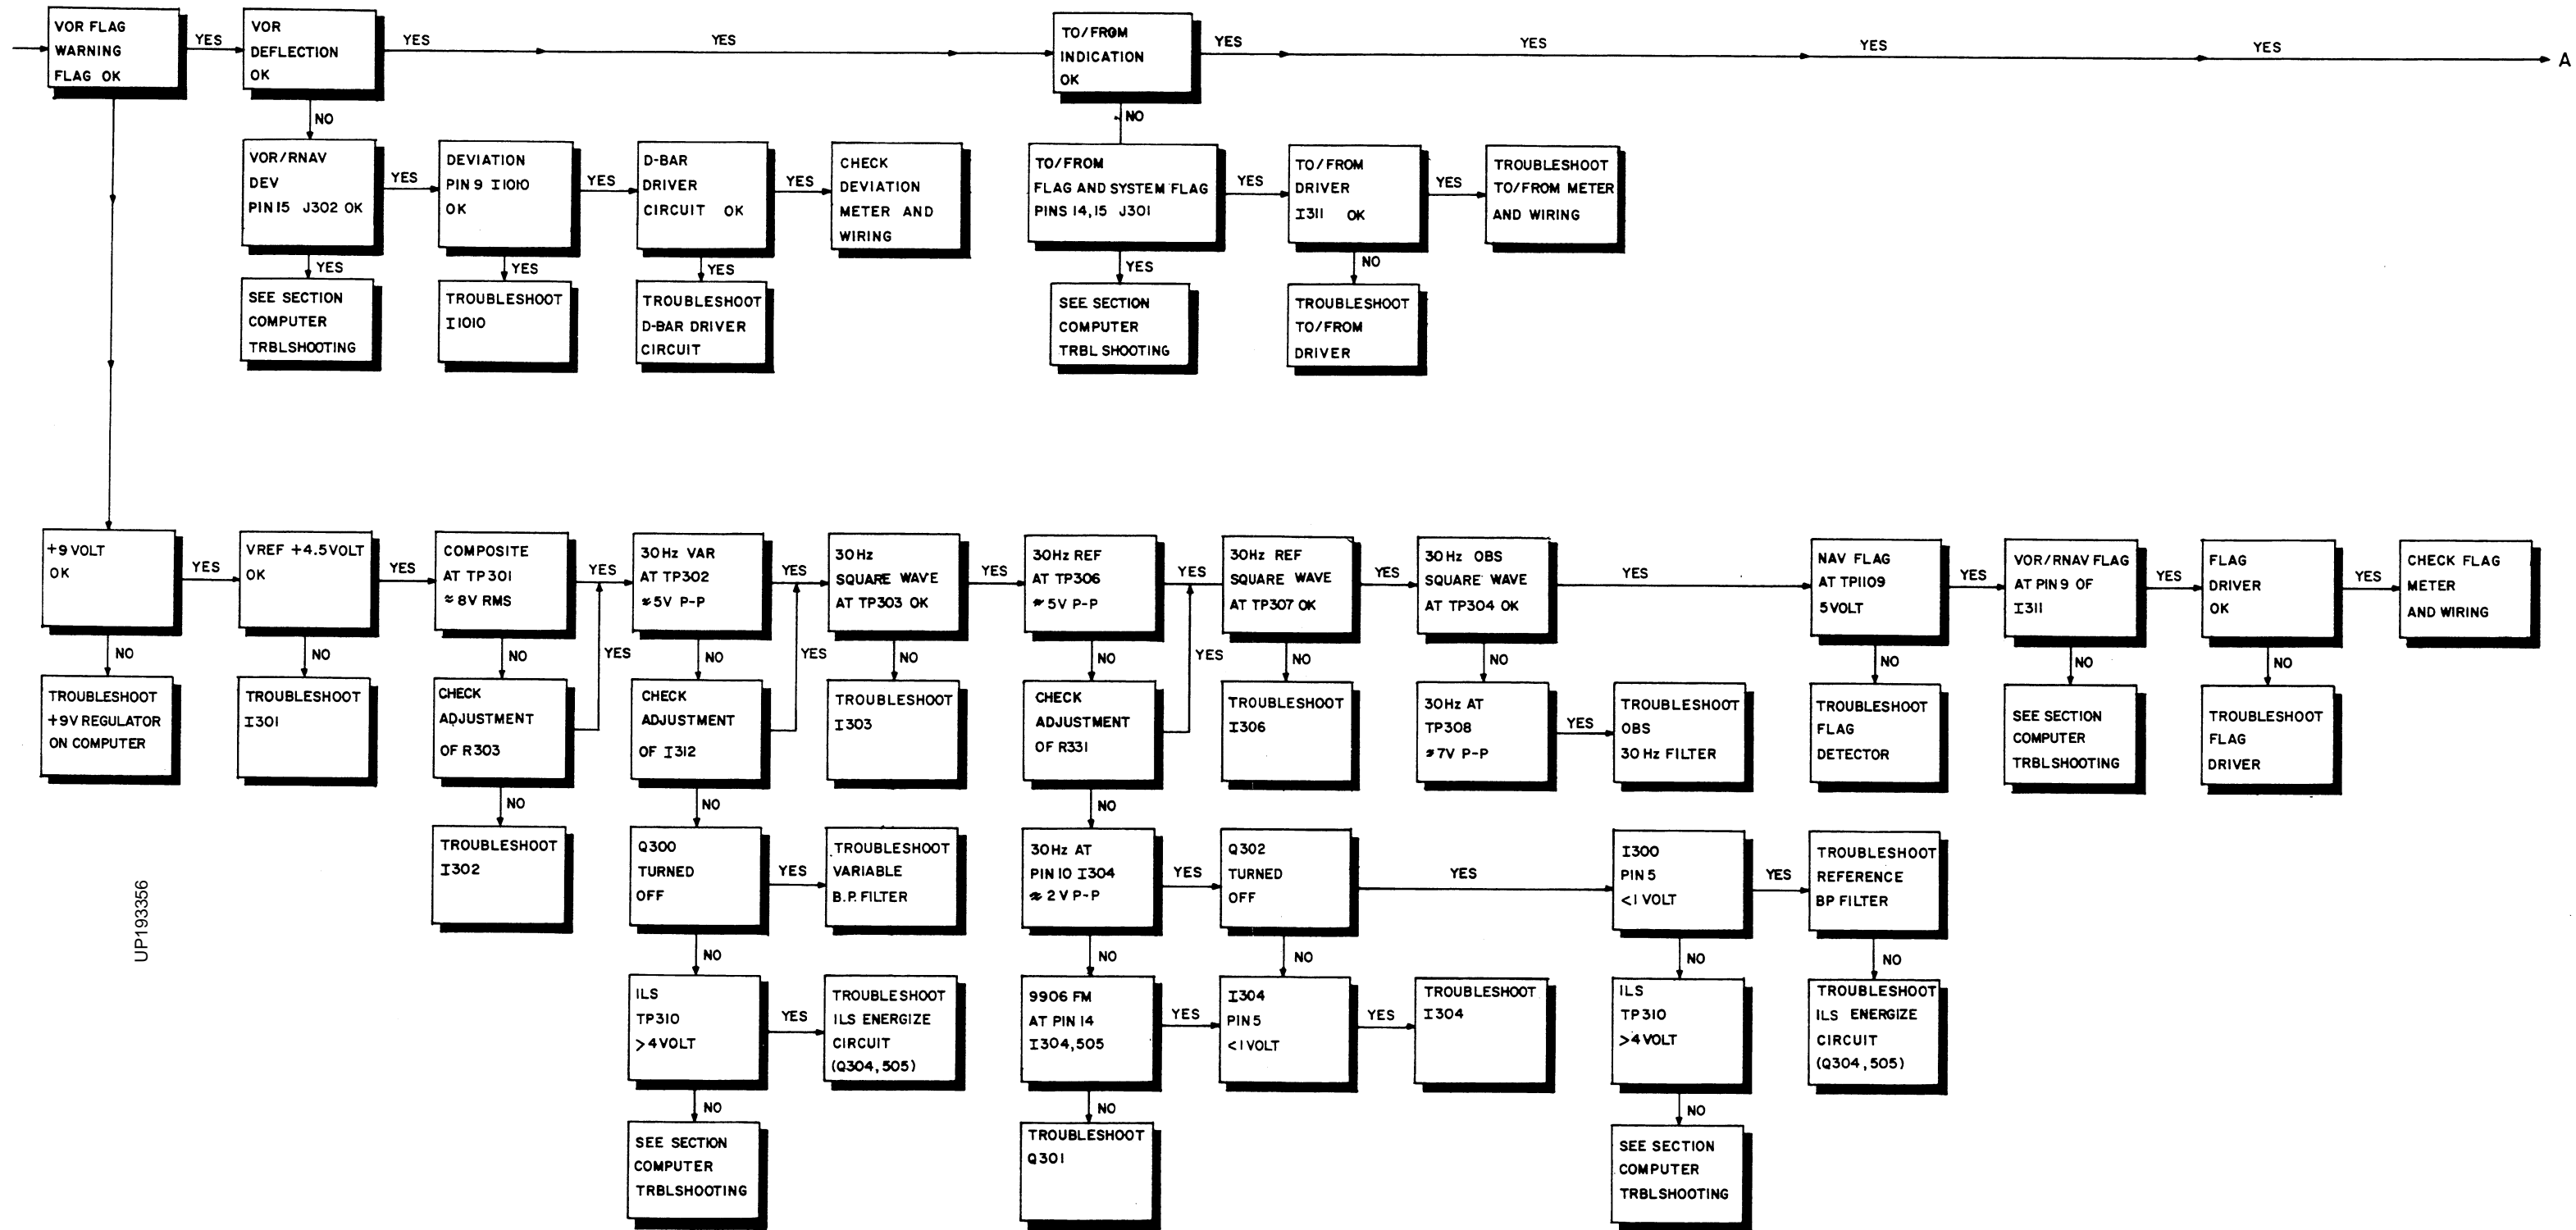 VOR FLAG
WARNING
FLAG OK
YES
VOR
DEFLECTION
OK
YES
YES
TO/FROM
INDICATION
OK
YES
YES
YES
YES
A
NO
NO
VOR/RNAV
DEV
PIN 15 J302 OK
YES
DEVIATION
PIN 9 I1010
OK
YES
D-BAR
DRIVER
CIRCUIT OK
YES
CHECK
DEVIATION
METER AND
WIRING
TO/FROM
FLAG AND SYSTEM FLAG
PINS 14,15 J301
YES
TO/FROM
DRIVER
I311 OK
YES
TROUBLESHOOT
TO/FROM METER
AND WIRING
YES
YES
YES
YES
NO
SEE SECTION
COMPUTER
TRBLSHOOTING
TROUBLESHOOT
I1010
TROUBLESHOOT
D-BAR DRIVER
CIRCUIT
SEE SECTION
COMPUTER
TRBL SHOOTING
TROUBLESHOOT
TO/FROM
DRIVER
+9 VOLT
OK
YES
VREF +4.5VOLT
OK
YES
COMPOSITE
AT TP301
≈ 8V RMS
YES
30Hz VAR
AT TP302
≈5V P-P
YES
30Hz
SQUARE WAVE
AT TP303 OK
YES
30Hz REF
AT TP306
≈ 5V P-P
YES
30Hz REF
SQUARE WAVE
AT TP307 OK
YES
30Hz OBS
SQUARE WAVE
AT TP304 OK
YES
NAV FLAG
AT TP1109
5VOLT
YES
VOR/RNAV FLAG
AT PIN 9 OF
I311
YES
FLAG
DRIVER
OK
YES
CHECK FLAG
METER
AND WIRING
NO
NO
NO
YES
NO
YES
NO
NO
YES
NO
NO
NO
NO
NO
TROUBLESHOOT
+9V REGULATOR
ON COMPUTER
TROUBLESHOOT
I301
CHECK
ADJUSTMENT
OF R303
CHECK
ADJUSTMENT
OF I312
TROUBLESHOOT
I303
CHECK
ADJUSTMENT
OF R331
TROUBLESHOOT
I306
30Hz AT
TP308
≈7V P-P
YES
TROUBLESHOOT
OBS
30 Hz FILTER
TROUBLESHOOT
FLAG
DETECTOR
SEE SECTION
COMPUTER
TRBLSHOOTING
TROUBLESHOOT
FLAG
DRIVER
NO
NO
NO
TROUBLESHOOT
I302
Q300
TURNED
OFF
YES
TROUBLESHOOT
VARIABLE
B.P. FILTER
30Hz AT
PIN 10 I304
≈ 2V P-P
YES
Q302
TURNED
OFF
YES
I300
PIN 5
<1 VOLT
YES
TROUBLESHOOT
REFERENCE
BP FILTER
UP193356
NO
NO
NO
NO
NO
ILS
TP310
>4VOLT
YES
TROUBLESHOOT
ILS ENERGIZE
CIRCUIT
(Q304,505)
9906 FM
AT PIN 14
I304,505
YES
I304
PIN 5
<1 VOLT
YES
TROUBLESHOOT
I304
ILS
TP310
>4VOLT
TROUBLESHOOT
ILS ENERGIZE
CIRCUIT
(Q304,505)
NO
NO
NO
SEE SECTION
COMPUTER
TRBLSHOOTING
TROUBLESHOOT
Q301
SEE SECTION
COMPUTER
TRBLSHOOTING